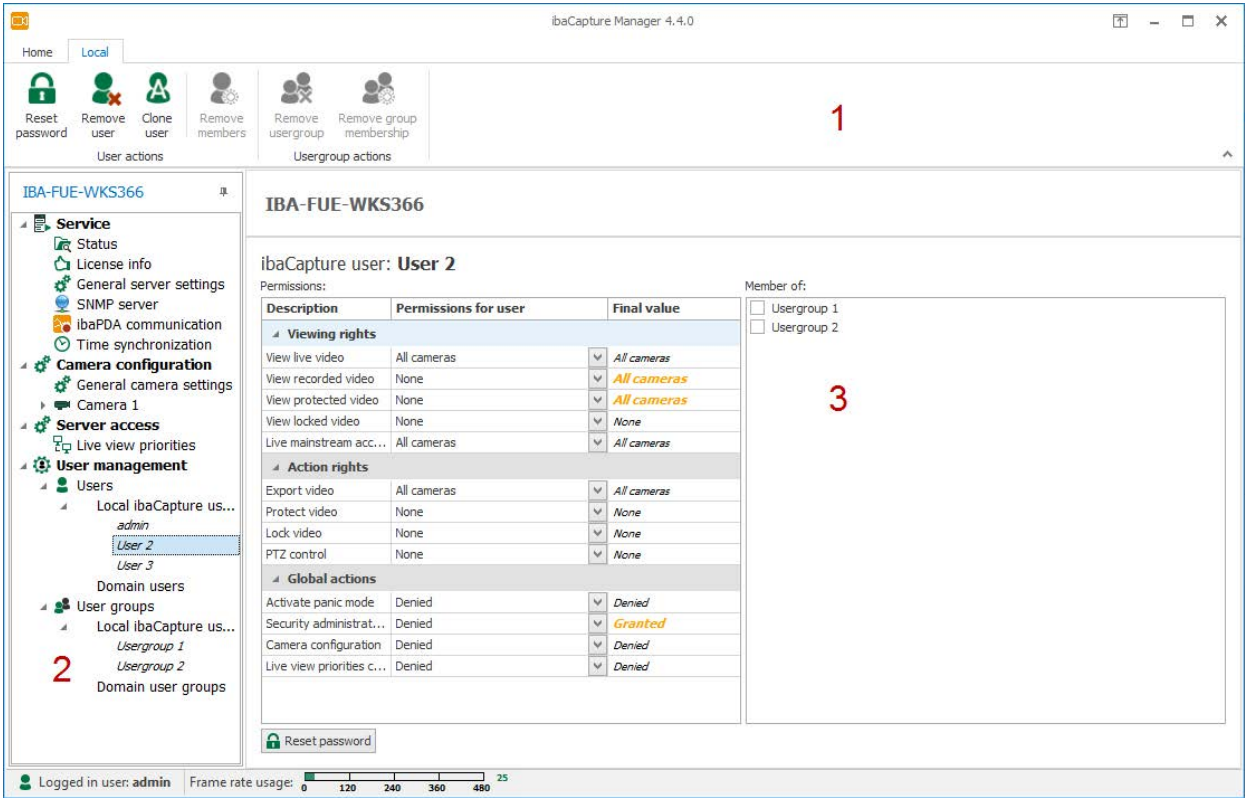 ibaCapture Manager 4.4.0
Home Local
Reset password
Remove user
Clone user
Remove members
Remove usergroup
Remove group membership
User actions
Usergroup actions
1
IBA-FUE-WKS366
Service
Status
License info
General server settings
SNMP server
ibaPDA communication
Time synchronization
Camera configuration
General camera settings
Camera 1
Server access
Live view priorities
User management
Users
Local ibaCapture us...
admin
User 2
User 3
Domain users
User groups
Local ibaCapture us...
Usergroup 1
Usergroup 2
Domain user groups
2
IBA-FUE-WKS366
ibaCapture user: User 2
Permissions:
Description Permissions for user Final value
Viewing rights
View live video All cameras All cameras
View recorded video None All cameras
View protected video None All cameras
View locked video None None
Live mainstream acc... All cameras All cameras
Action rights
Export video All cameras All cameras
Protect video None None
Lock video None None
PTZ control None None
Global actions
Activate panic mode Denied Denied
Security administrat... Denied Granted
Camera configuration Denied Denied
Live view priorities c... Denied Denied
Reset password
Member of:
Usergroup 1
Usergroup 2
3
Logged in user: admin Frame rate usage: 0 120 240 360 480 25